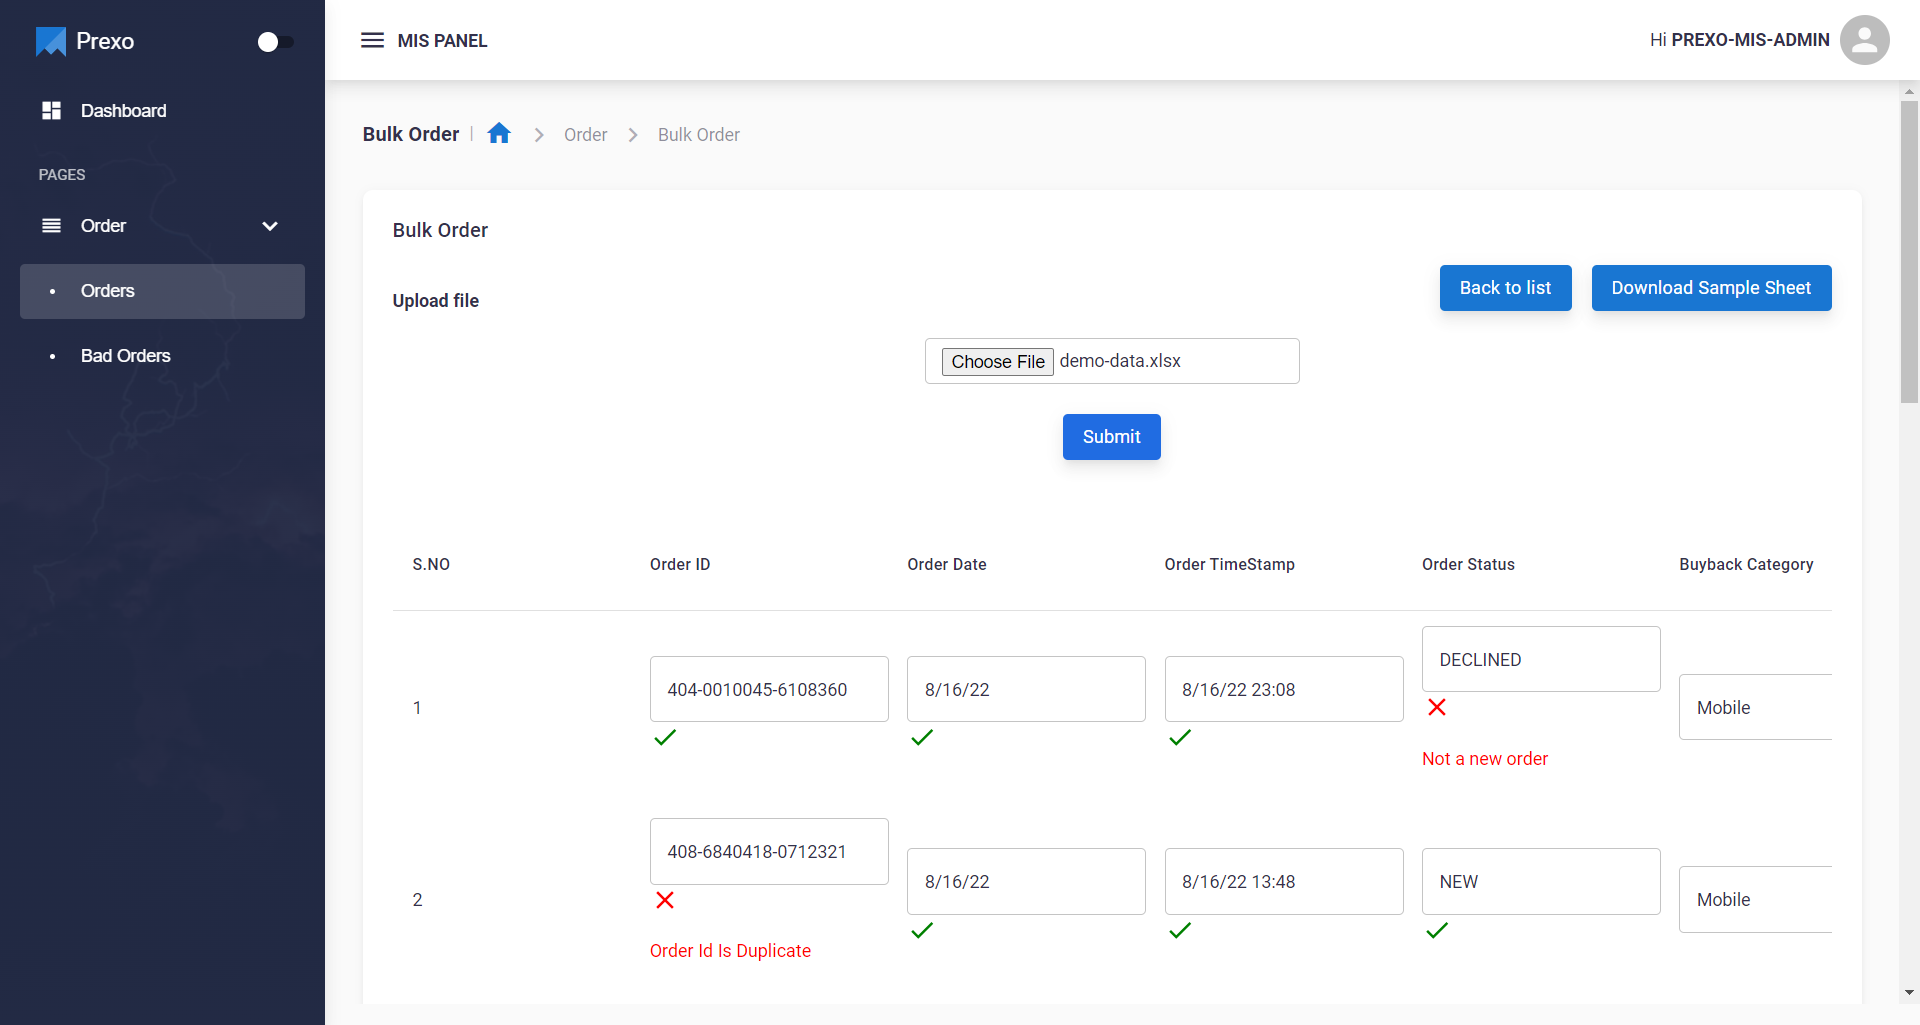 Prexo
MIS PANEL
Hi PREXO-MIS-ADMIN
Dashboard
PAGES
Order
Orders
Bad Orders
Bulk Order
Order
Bulk Order
Bulk Order
Upload file
Back to list
Download Sample Sheet
Choose File demo-data.xlsx
Submit
S.NO Order ID Order Date Order TimeStamp Order Status Buyback Category
1 404-0010045-6108360 8/16/22 8/16/22 23:08 DECLINED Mobile
Not a new order
2 408-6840418-0712321 8/16/22 8/16/22 13:48 NEW Mobile
Order Id Is Duplicate